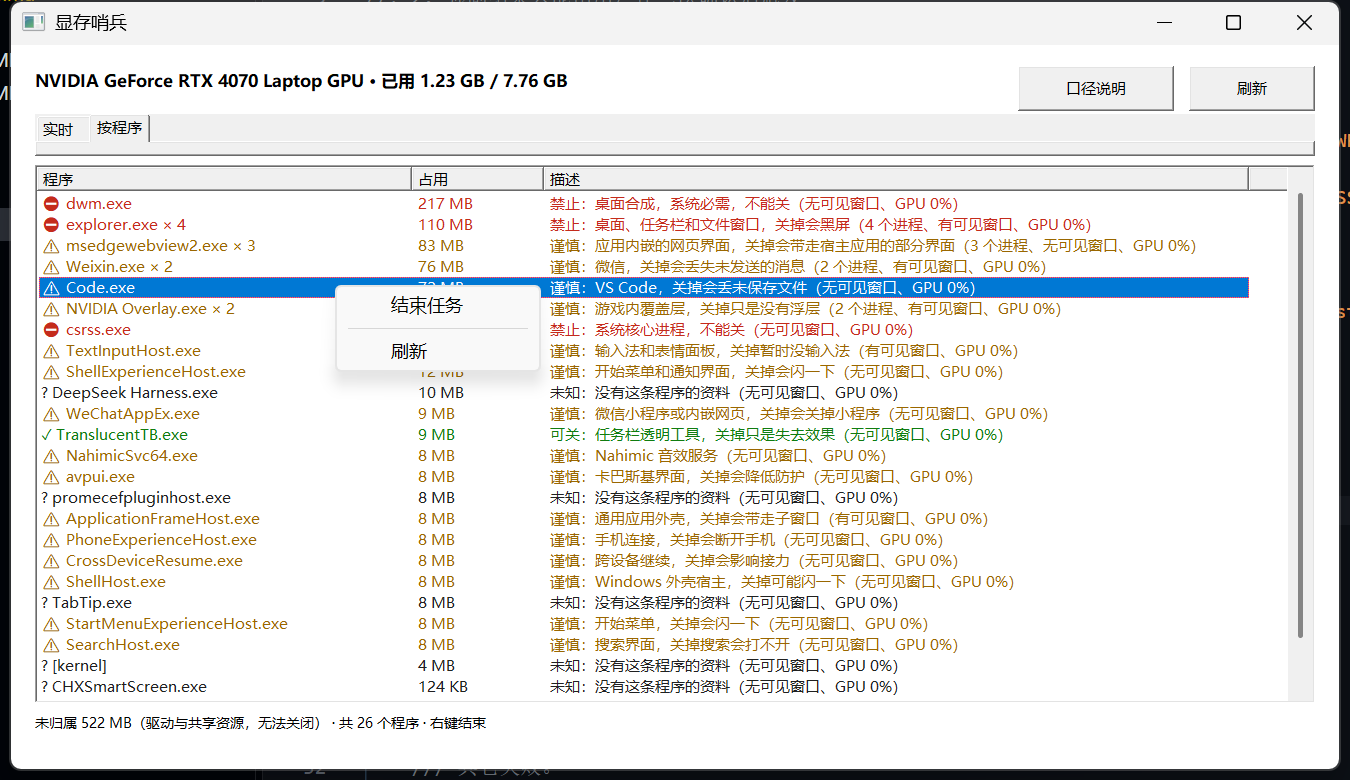 显存哨兵
NVIDIA GeForce RTX 4070 Laptop GPU • 已用 1.23 GB / 7.76 GB
口径说明
刷新
实时
按程序
程序 占用 描述
dwm.exe 217 MB 禁止：桌面合成，系统必需，不能关（无可见窗口、GPU 0%）
explorer.exe × 4 110 MB 禁止：桌面、任务栏和文件窗口，关掉会黑屏（4 个进程、有可见窗口、GPU 0%）
msedgewebview2.exe × 3 83 MB 谨慎：应用内嵌的网页界面，关掉会带走宿主应用的部分界面（3 个进程、无可见窗口、GPU 0%）
Weixin.exe × 2 76 MB 谨慎：微信，关掉会丢失未发送的消息（2 个进程、有可见窗口、GPU 0%）
Code.exe 谨慎：VS Code，关掉会丢未保存文件（无可见窗口、GPU 0%）
结束任务
刷新
NVIDIA Overlay.exe × 2 谨慎：游戏内覆盖层，关掉只是没有浮层（2 个进程、有可见窗口、GPU 0%）
csrss.exe 禁止：系统核心进程，不能关（无可见窗口、GPU 0%）
TextInputHost.exe 谨慎：输入法和表情面板，关掉暂时没输入法（有可见窗口、GPU 0%）
ShellExperienceHost.exe 12 MB 谨慎：开始菜单和通知界面，关掉会闪一下（无可见窗口、GPU 0%）
? DeepSeek Harness.exe 10 MB 未知：没有这条程序的资料（无可见窗口、GPU 0%）
WeChatAppEx.exe 9 MB 谨慎：微信小程序或内嵌网页，关掉会关掉小程序（无可见窗口、GPU 0%）
✓ TranslucentTB.exe 9 MB 可关：任务栏透明工具，关掉只是失去效果（无可见窗口、GPU 0%）
NahimicSvc64.exe 8 MB 谨慎：Nahimic 音效服务（无可见窗口、GPU 0%）
avpui.exe 8 MB 谨慎：卡巴斯基界面，关掉会降低防护（无可见窗口、GPU 0%）
? promecefpluginhost.exe 8 MB 未知：没有这条程序的资料（无可见窗口、GPU 0%）
ApplicationFrameHost.exe 8 MB 谨慎：通用应用外壳，关掉会带走子窗口（有可见窗口、GPU 0%）
PhoneExperienceHost.exe 8 MB 谨慎：手机连接，关掉会断开手机（无可见窗口、GPU 0%）
CrossDeviceResume.exe 8 MB 谨慎：跨设备继续，关掉会影响接力（无可见窗口、GPU 0%）
ShellHost.exe 8 MB 谨慎：Windows 外壳宿主，关掉可能闪一下（无可见窗口、GPU 0%）
? TabTip.exe 8 MB 未知：没有这条程序的资料（无可见窗口、GPU 0%）
StartMenuExperienceHost.exe 8 MB 谨慎：开始菜单，关掉会闪一下（无可见窗口、GPU 0%）
SearchHost.exe 8 MB 谨慎：搜索界面，关掉搜索会打不开（无可见窗口、GPU 0%）
? [kernel] 4 MB 未知：没有这条程序的资料（无可见窗口、GPU 0%）
? CHXSmartScreen.exe 124 KB 未知：没有这条程序的资料（无可见窗口、GPU 0%）
未归属 522 MB（驱动与共享资源，无法关闭） · 共 26 个程序 · 右键结束